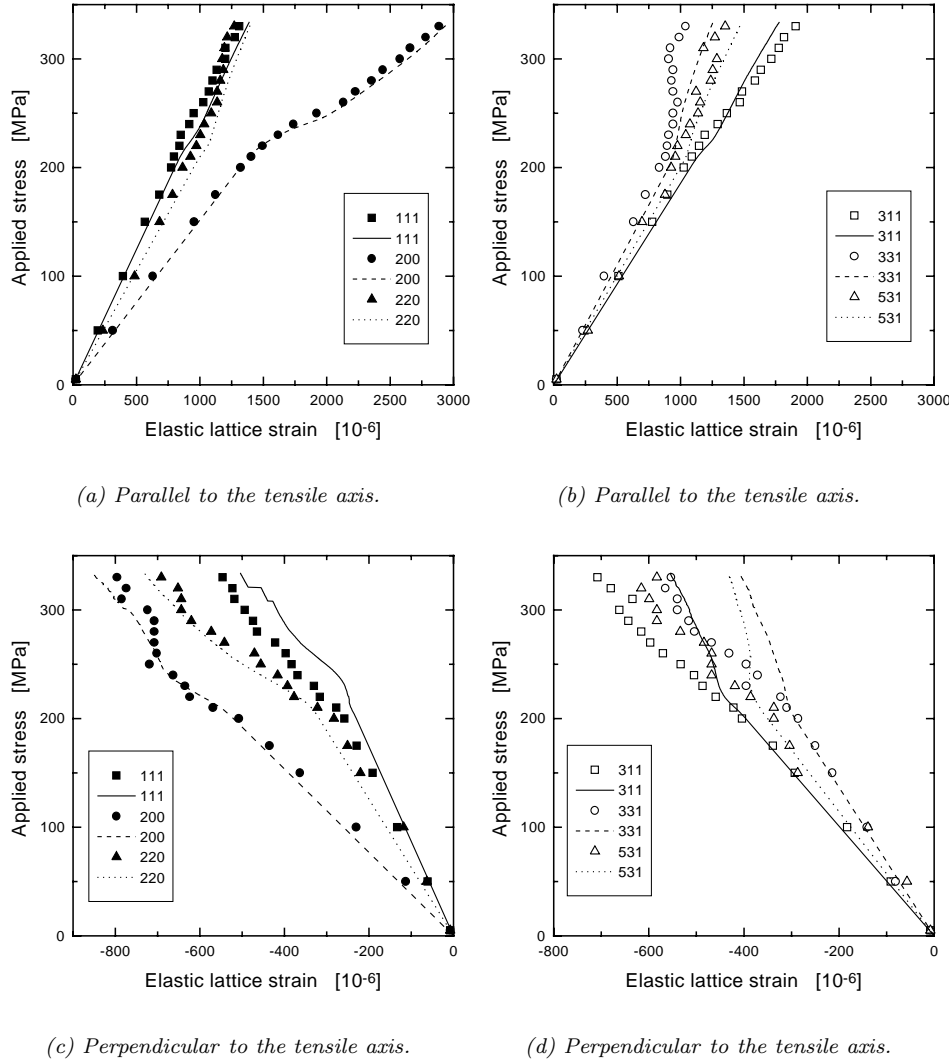 300
200
100
0
Applied stress [MPa]
111
111
200
200
220
220
0 500 1000 1500 2000 2500 3000
Elastic lattice strain [10-6]
(a) Parallel to the tensile axis.
300
200
100
0
Applied stress [MPa]
311
311
331
331
531
531
0 500 1000 1500 2000 2500 3000
Elastic lattice strain [10-6]
(b) Parallel to the tensile axis.
300
200
100
0
Applied stress [MPa]
111
111
200
200
220
220
-800 -600 -400 -200 0
Elastic lattice strain [10-6]
(c) Perpendicular to the tensile axis.
300
200
100
0
Applied stress [MPa]
311
311
331
331
531
531
-800 -600 -400 -200 0
Elastic lattice strain [10-6]
(d) Perpendicular to the tensile axis.